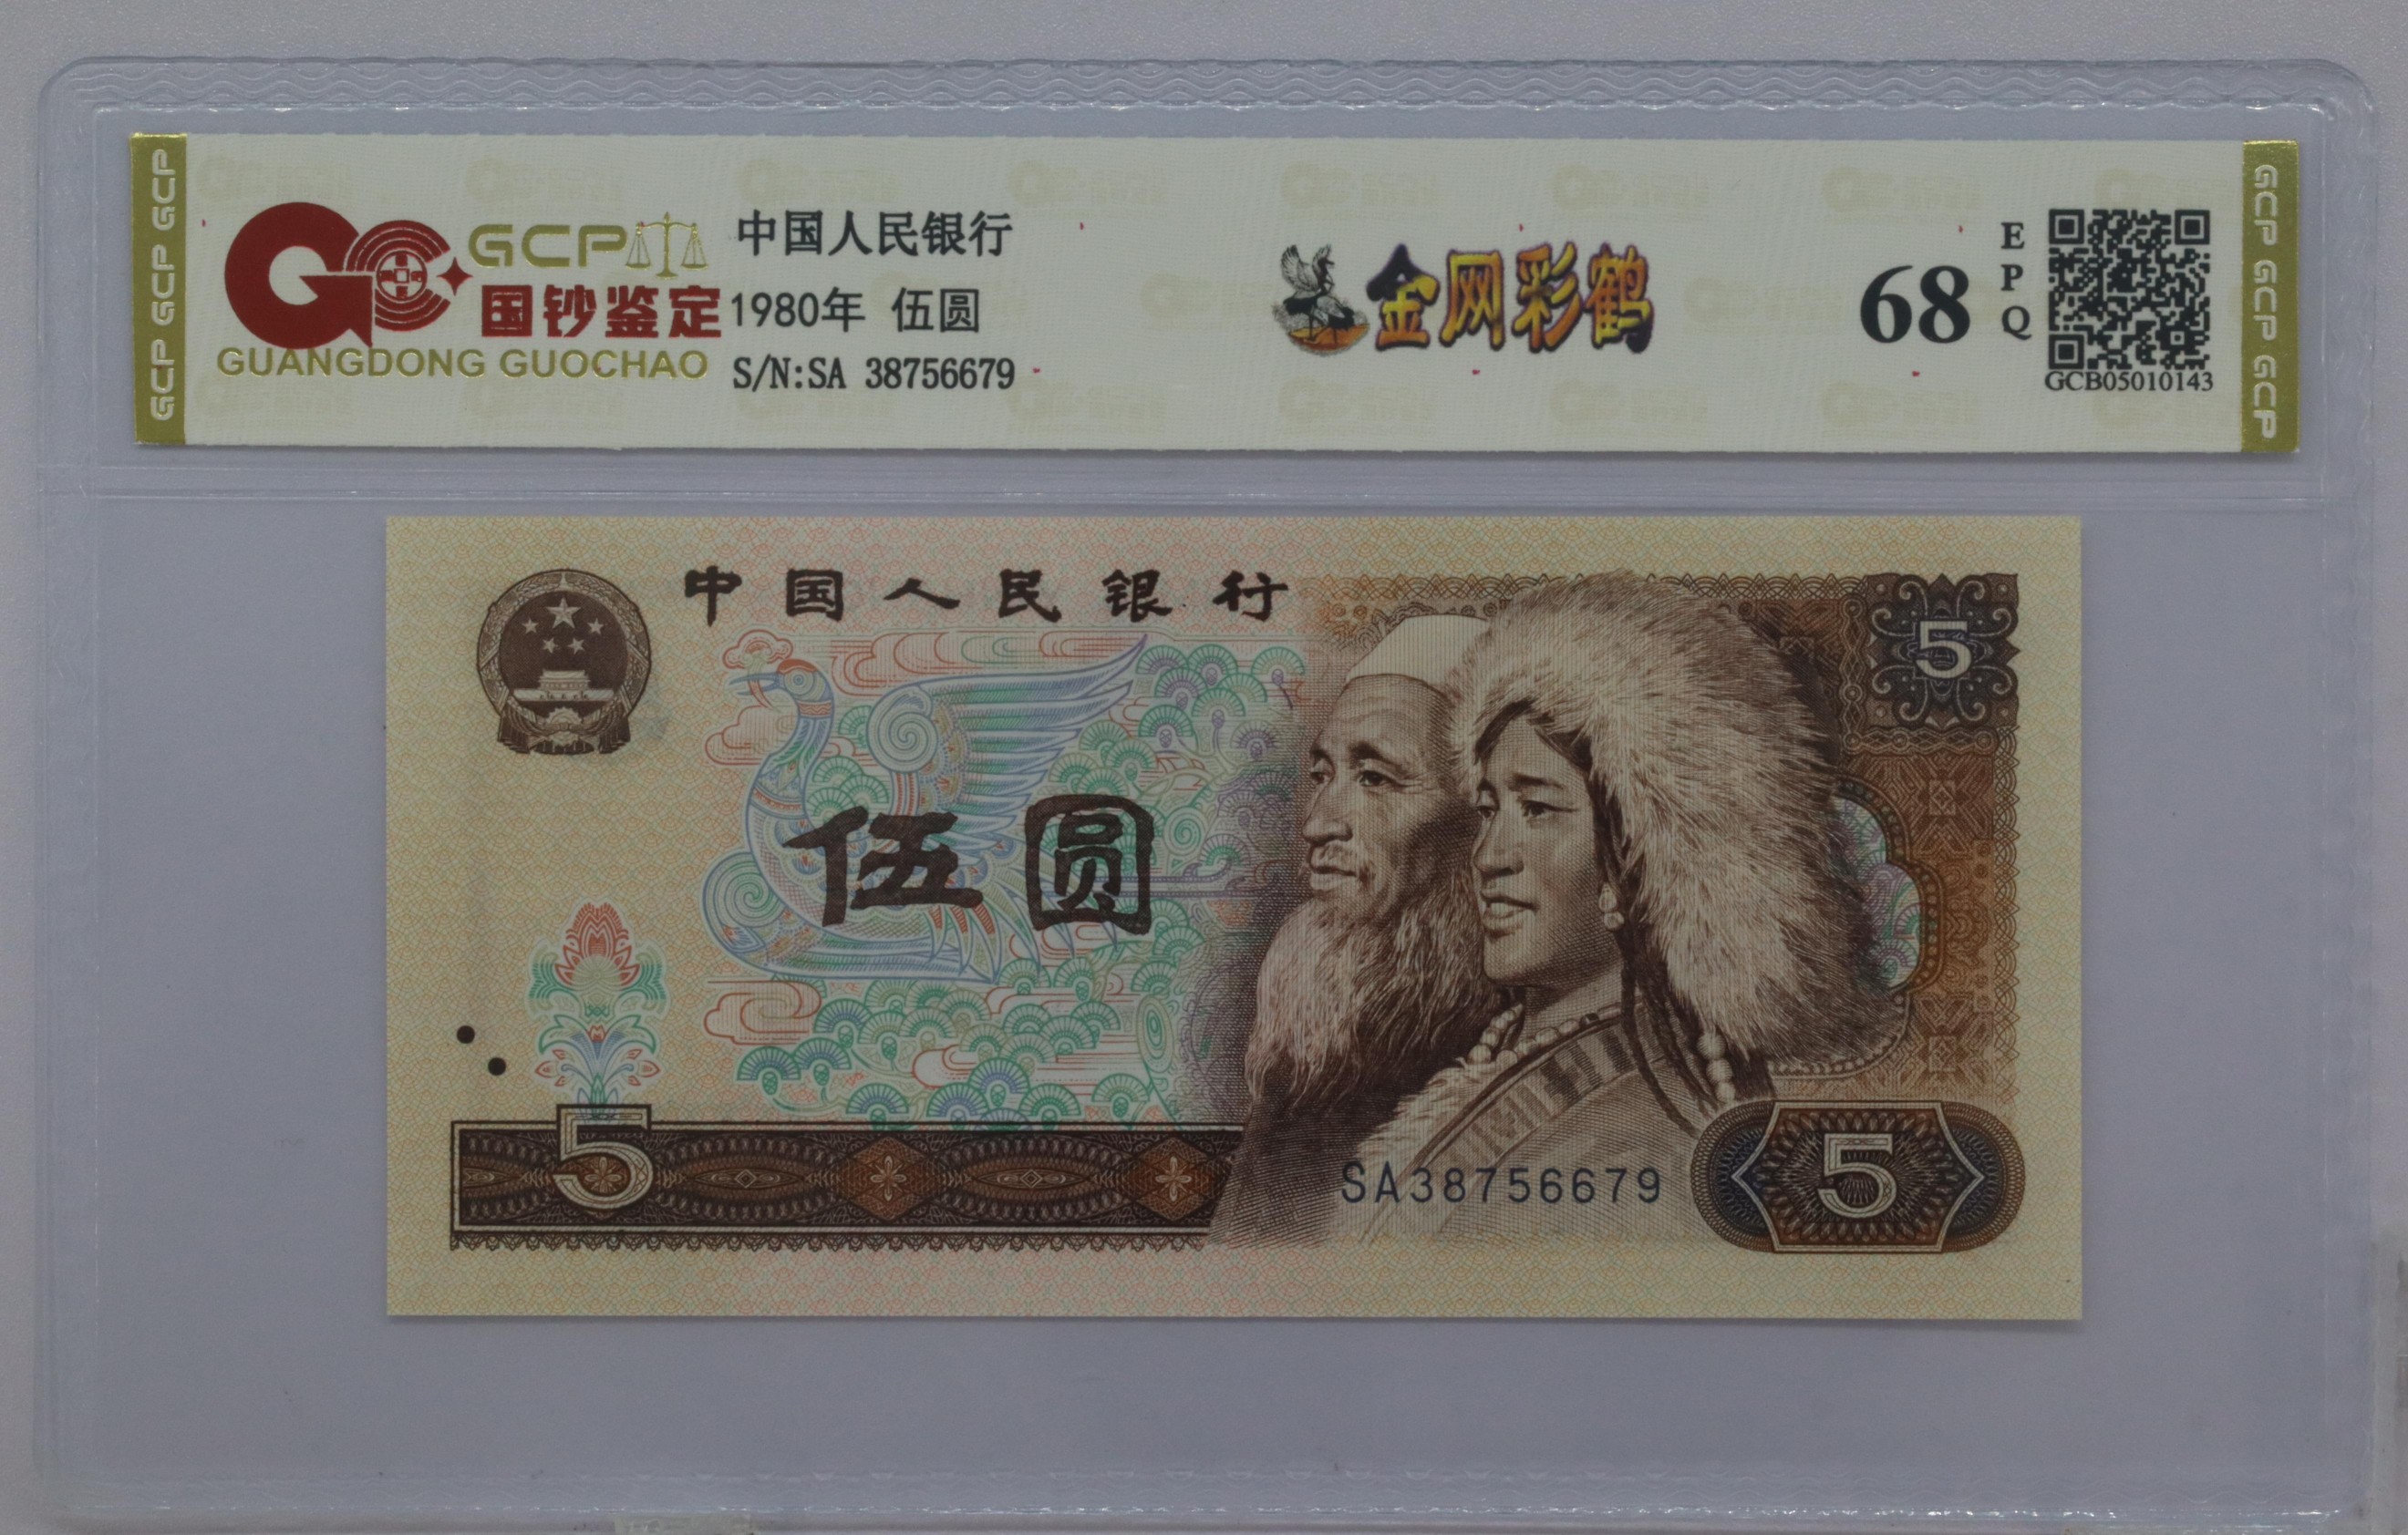 GCP GCP GCP
GCP
国钞鉴定
GUANGDONG GUOCHAO
中国人民银行
1980年 伍圆
S/N:SA 38756679
金网彩鹤
68
EPQ
GCB05010143
GCP GCP GCP
中国人民银行
5
伍圆
5
SA38756679
5